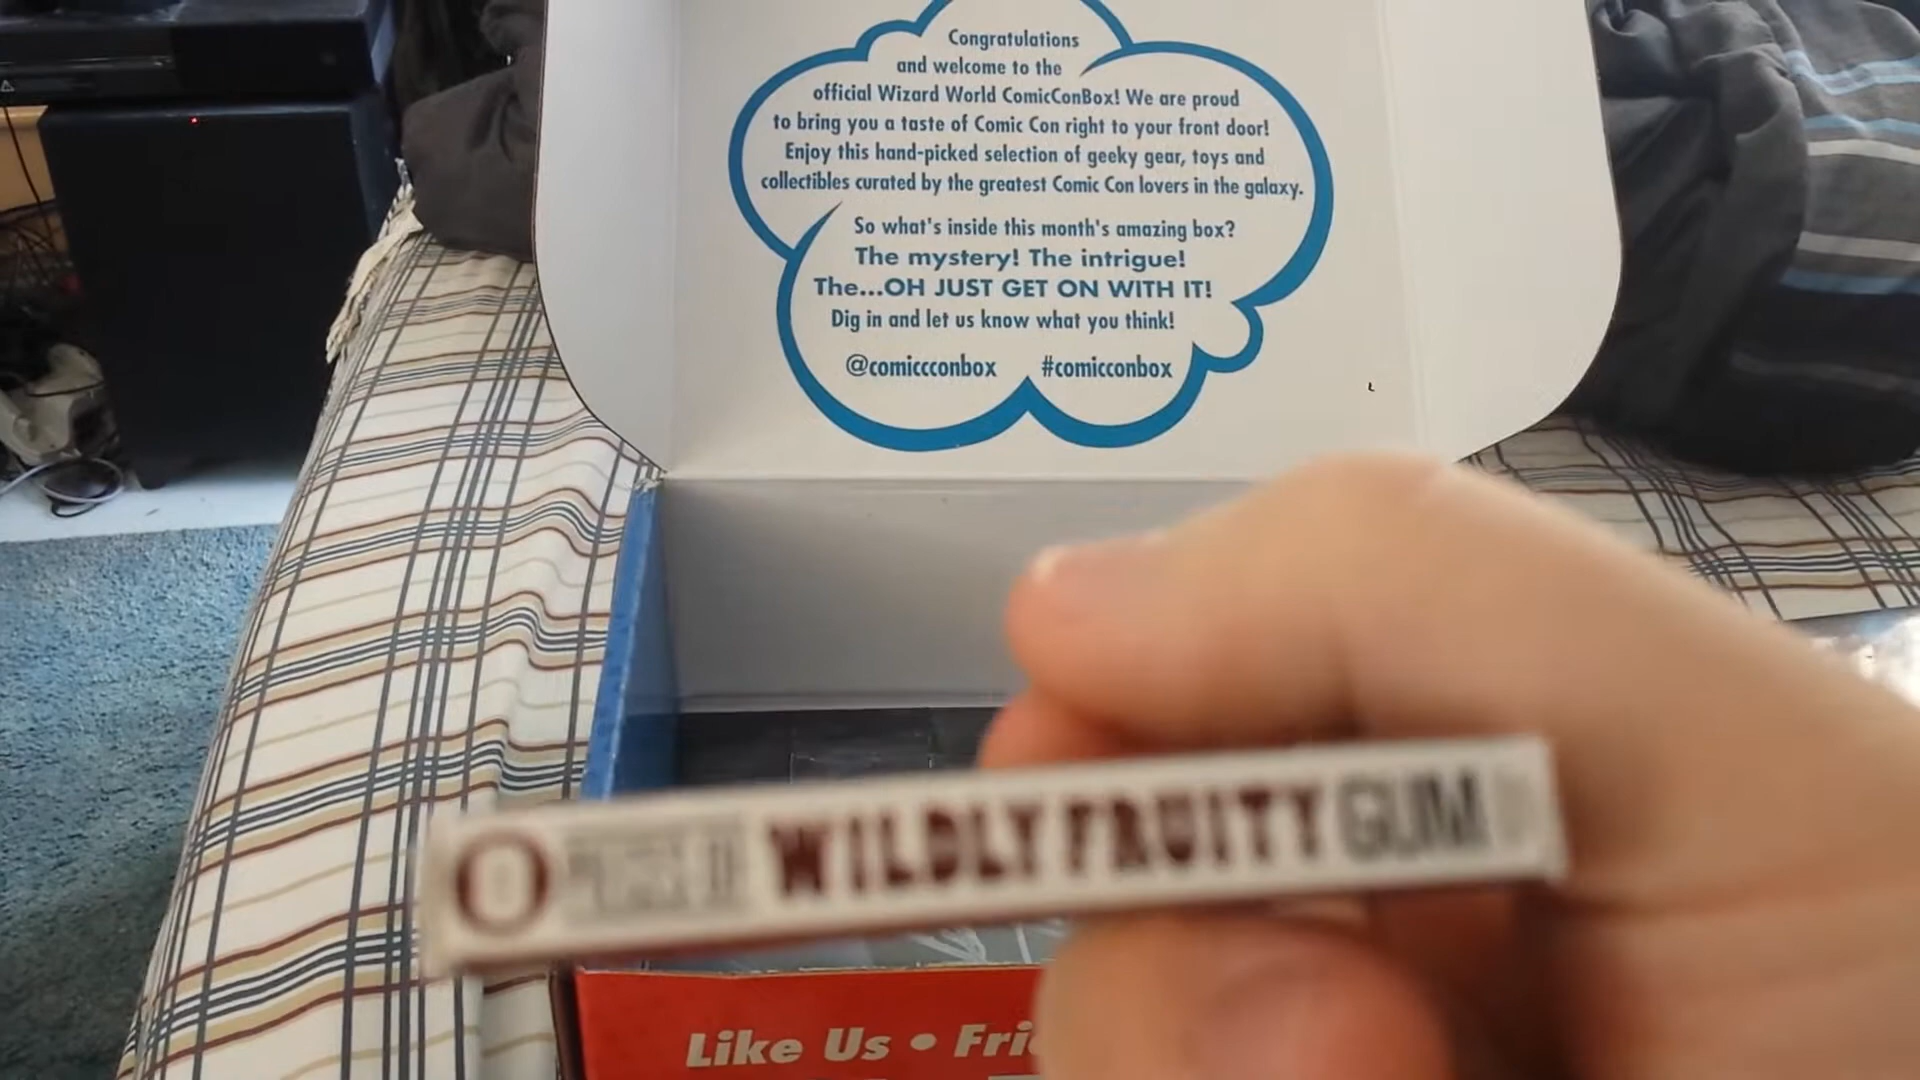 Congratulations
and welcome to the
official Wizard World ComicConBox! We are proud
to bring you a taste of Comic Con right to your front door!
Enjoy this hand-picked selection of geeky gear, toys and
collectibles curated by the greatest Comic Con lovers in the galaxy.
So what's inside this month's amazing box?
The mystery! The intrigue!
The...OH JUST GET ON WITH IT!
Dig in and let us know what you think!
@comiccconbox #comicconbox
WILDLY FRUITY GUM
Like Us • Fri